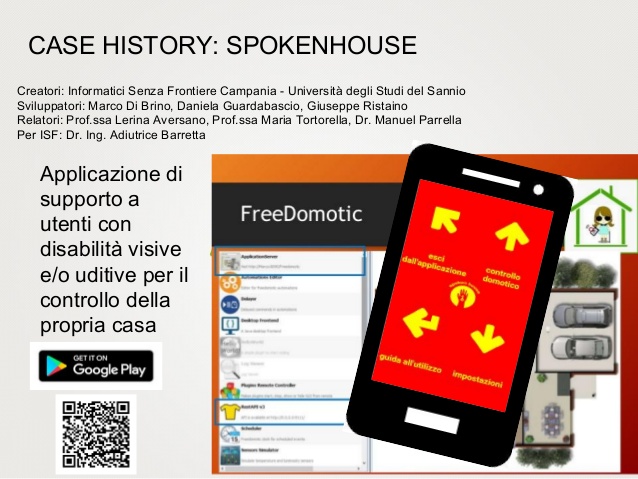 CASE HISTORY: SPOKENHOUSE
Creatori: Informatici Senza Frontiere Campania - Università degli Studi del Sannio
Sviluppatori: Marco Di Brino, Daniela Guardabascio, Giuseppe Ristaino
Relatori: Prof.ssa Lerina Aversano, Prof.ssa Maria Tortorella, Dr. Manuel Parrella
Per ISF: Dr. Ing. Adiutrice Barretta
Applicazione di
supporto a
utenti con
disabilità visive
e/o uditive per il
controllo della
propria casa
GET IT ON
Google Play
FreeDomotic
ApplicationServer
Automations Editor
Delayer
Desktop Frontend
Plugins Remote Controller
RestAPI v3
Scheduler
Sensors Simulator
esci
dall'applicazione
controllo
domotico
guida all'utilizzo
impostazioni